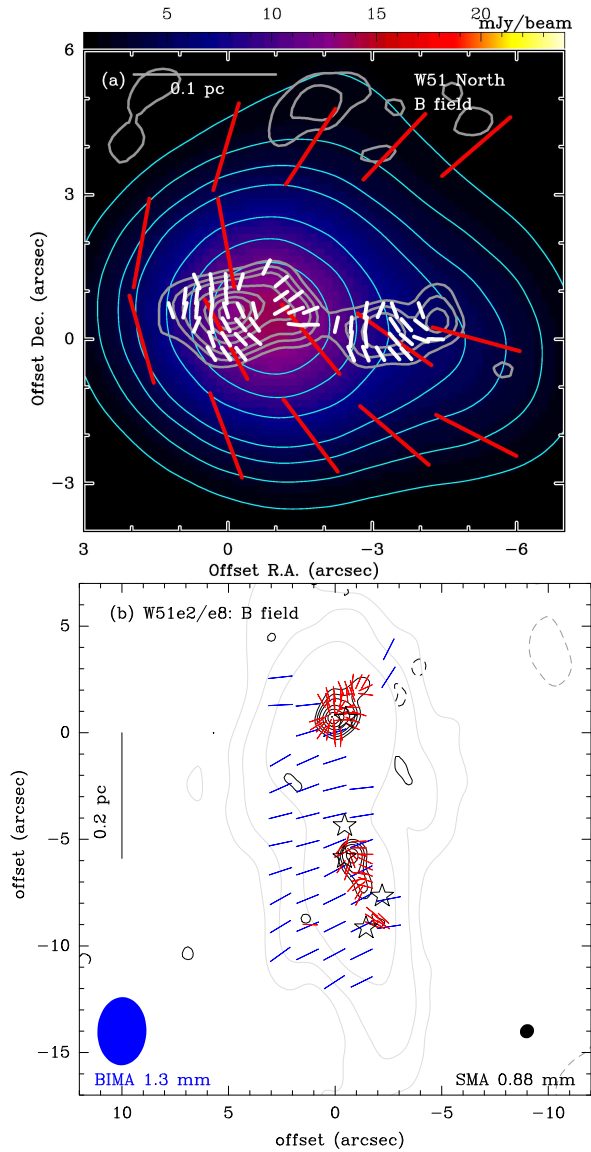 5 10 15 20
mJy/beam
(a)
0.1 pc
W51 North
B field
6
3
0
−3
Offset Dec. (arcsec)
3 0 −3 −6
Offset R.A. (arcsec)
(b) W51e2/e8: B field
5
0
−5
−10
−15
offset (arcsec)
0.2 pc
BIMA 1.3 mm
SMA 0.88 mm
10 5 0 −5 −10
offset (arcsec)